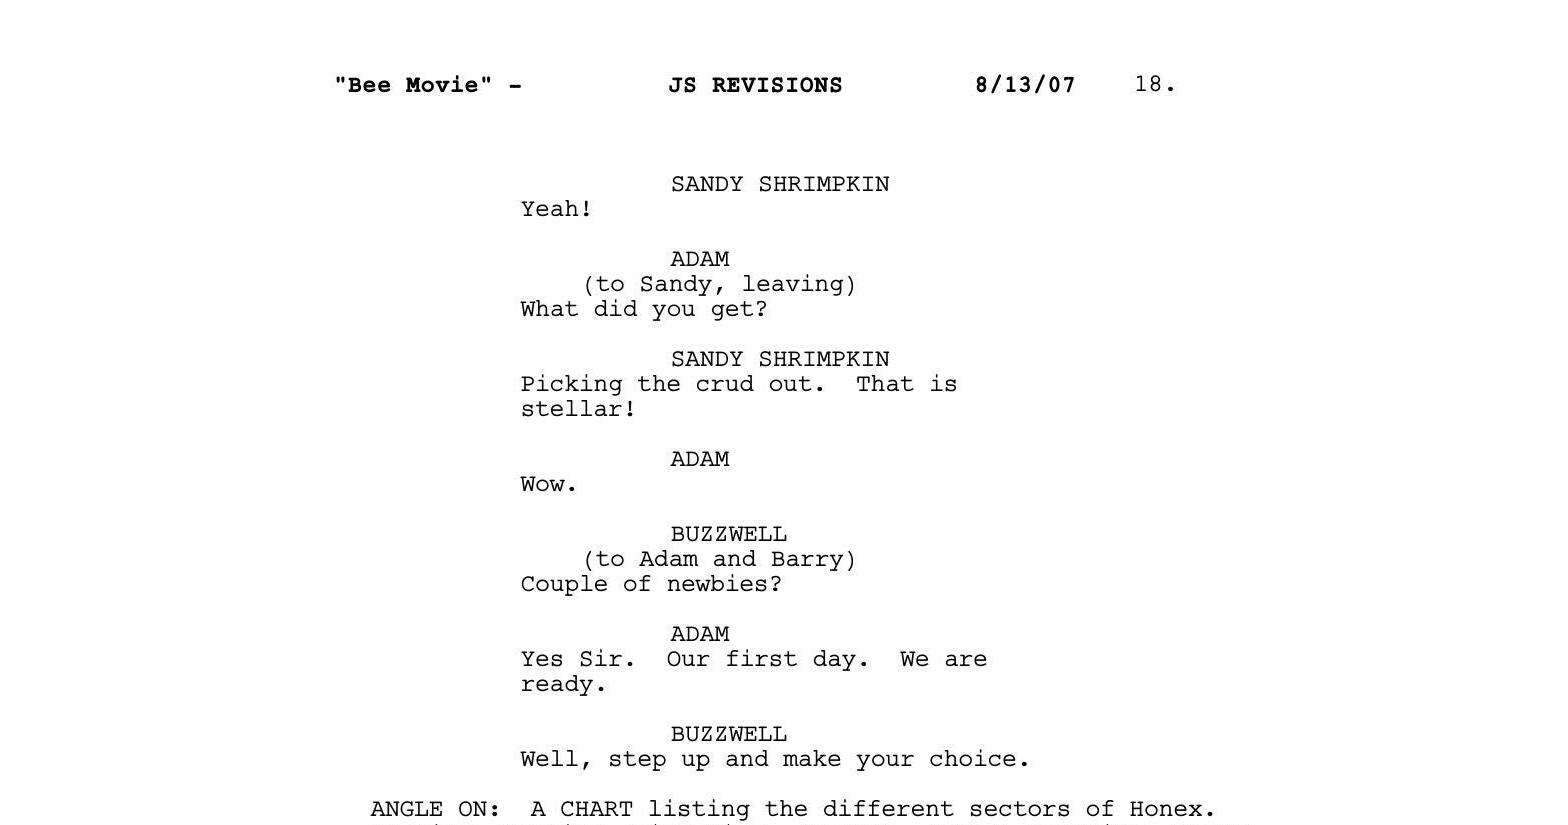 "Bee Movie" - JS REVISIONS 8/13/07 18.
SANDY SHRIMPKIN
Yeah!
ADAM
(to Sandy, leaving)
What did you get?
SANDY SHRIMPKIN
Picking the crud out.  That is
stellar!
ADAM
Wow.
BUZZWELL
(to Adam and Barry)
Couple of newbies?
ADAM
Yes Sir.  Our first day.  We are
ready.
BUZZWELL
Well, step up and make your choice.
ANGLE ON:  A CHART listing the different sectors of Honex.